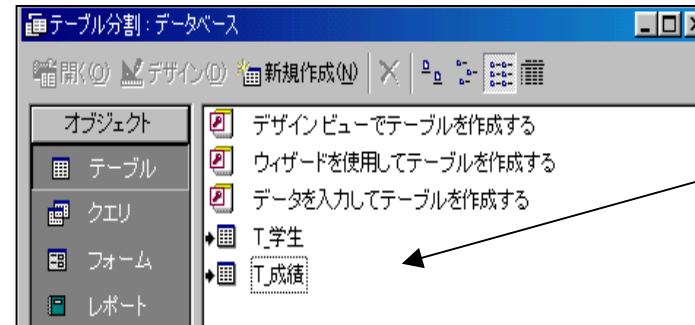 テーブル分割 : データベース
開く(O) デザイン(D) 新規作成(N)
オブジェクト
テーブル
クエリ
フォーム
レポート
デザイン ビューでテーブルを作成する
ウィザードを使用してテーブルを作成する
データを入力してテーブルを作成する
T_学生
T_成績